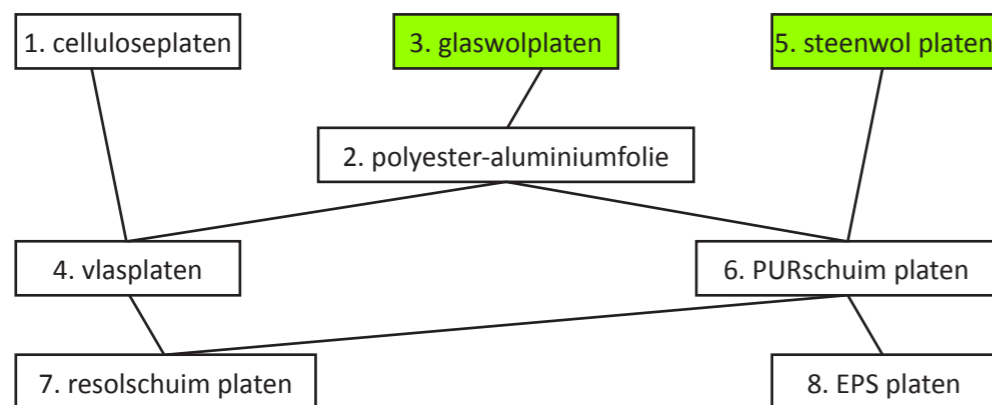 1. celluloseplaten
3. glaswolplaten
5. steenwol platen
2. polyester-aluminiumfolie
4. vlasplaten
6. PURschuim platen
7. resolschuim platen
8. EPS platen